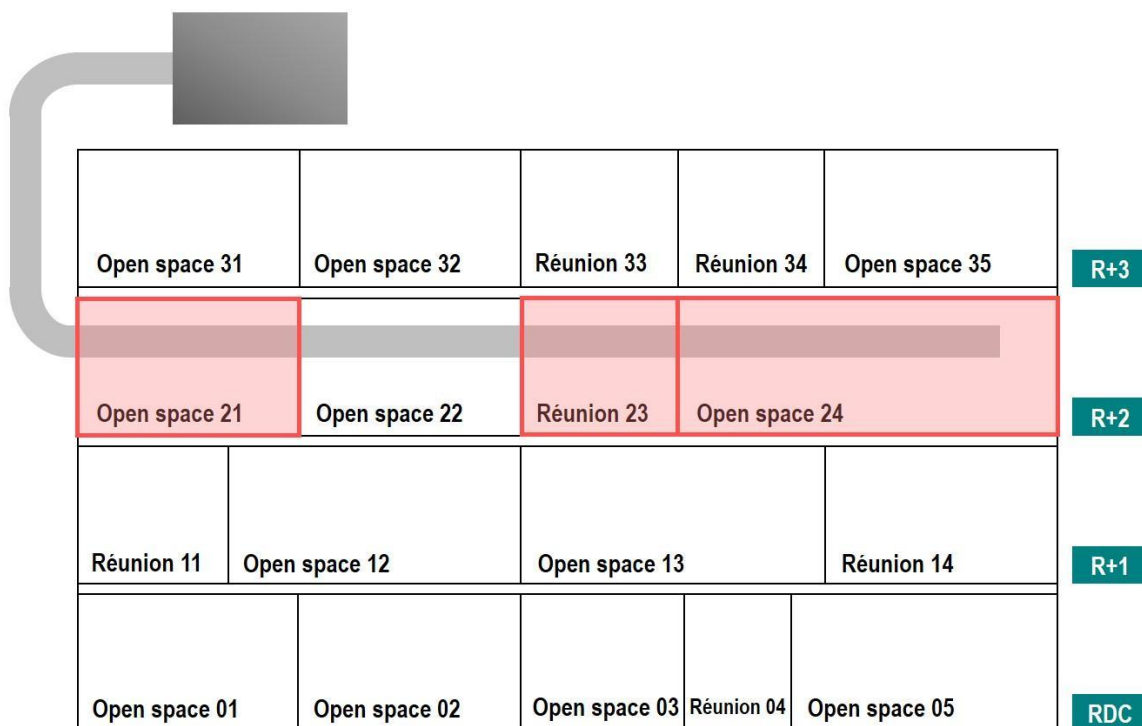 Open space 31 Open space 32 Réunion 33 Réunion 34 Open space 35 R+3
Open space 21 Open space 22 Réunion 23 Open space 24 R+2
Réunion 11 Open space 12 Open space 13 Réunion 14 R+1
Open space 01 Open space 02 Open space 03 Réunion 04 Open space 05 RDC